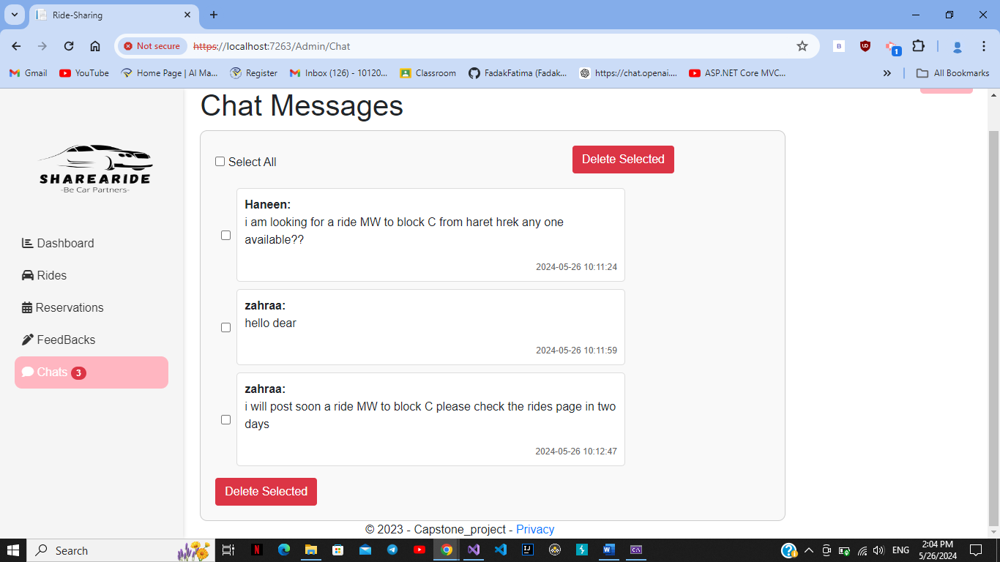 Ride-Sharing
Not secure
https://localhost:7263/Admin/Chat
1
Gmail
YouTube
Home Page | AI Ma...
Register
Inbox (126) - 10120...
Classroom
FadakFatima (Fadak...
https://chat.openai....
ASP.NET Core MVC...
All Bookmarks
SHAREARIDE
-Be Car Partners-
Dashboard
Rides
Reservations
FeedBacks
Chats 3
Chat Messages
Select All
Delete Selected
Haneen:
i am looking for a ride MW to block C from haret hrek any one
available??
2024-05-26 10:11:24
zahraa:
hello dear
2024-05-26 10:11:59
zahraa:
i will post soon a ride MW to block C please check the rides page in two
days
2024-05-26 10:12:47
Delete Selected
© 2023 - Capstone_project - Privacy
Search
ENG
2:04 PM
5/26/2024